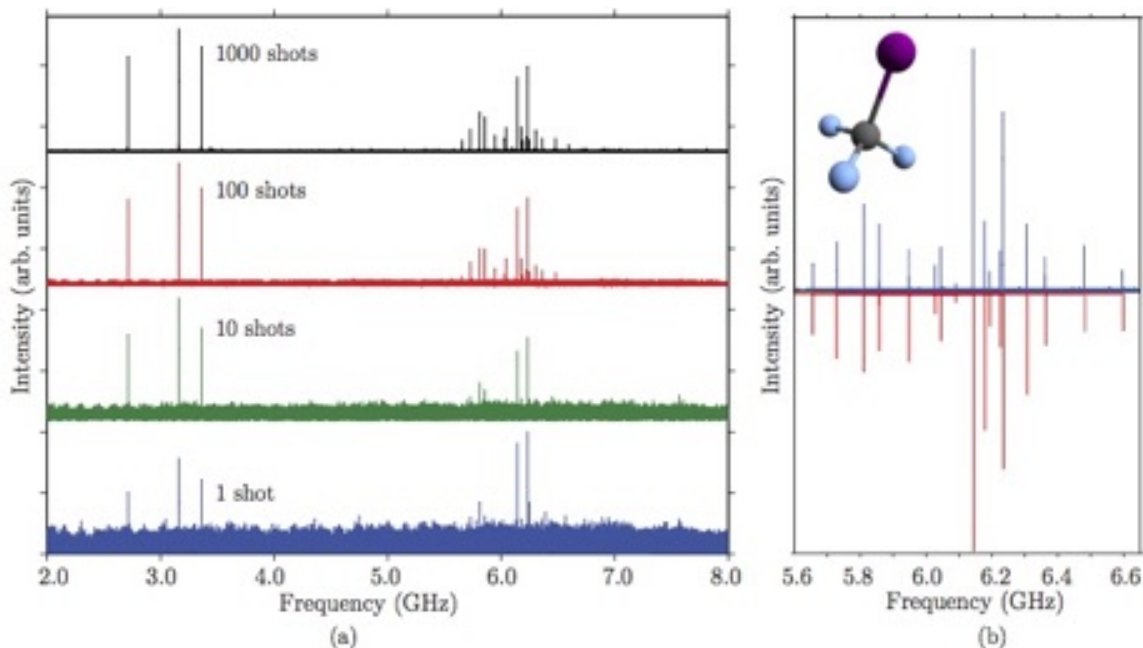 1000 shots
100 shots
10 shots
1 shot
Intensity (arb. units)
2.0 3.0 4.0 5.0 6.0 7.0 8.0
Frequency (GHz)
(a)
Intensity (arb. units)
5.6 5.8 6.0 6.2 6.4 6.6
Frequency (GHz)
(b)